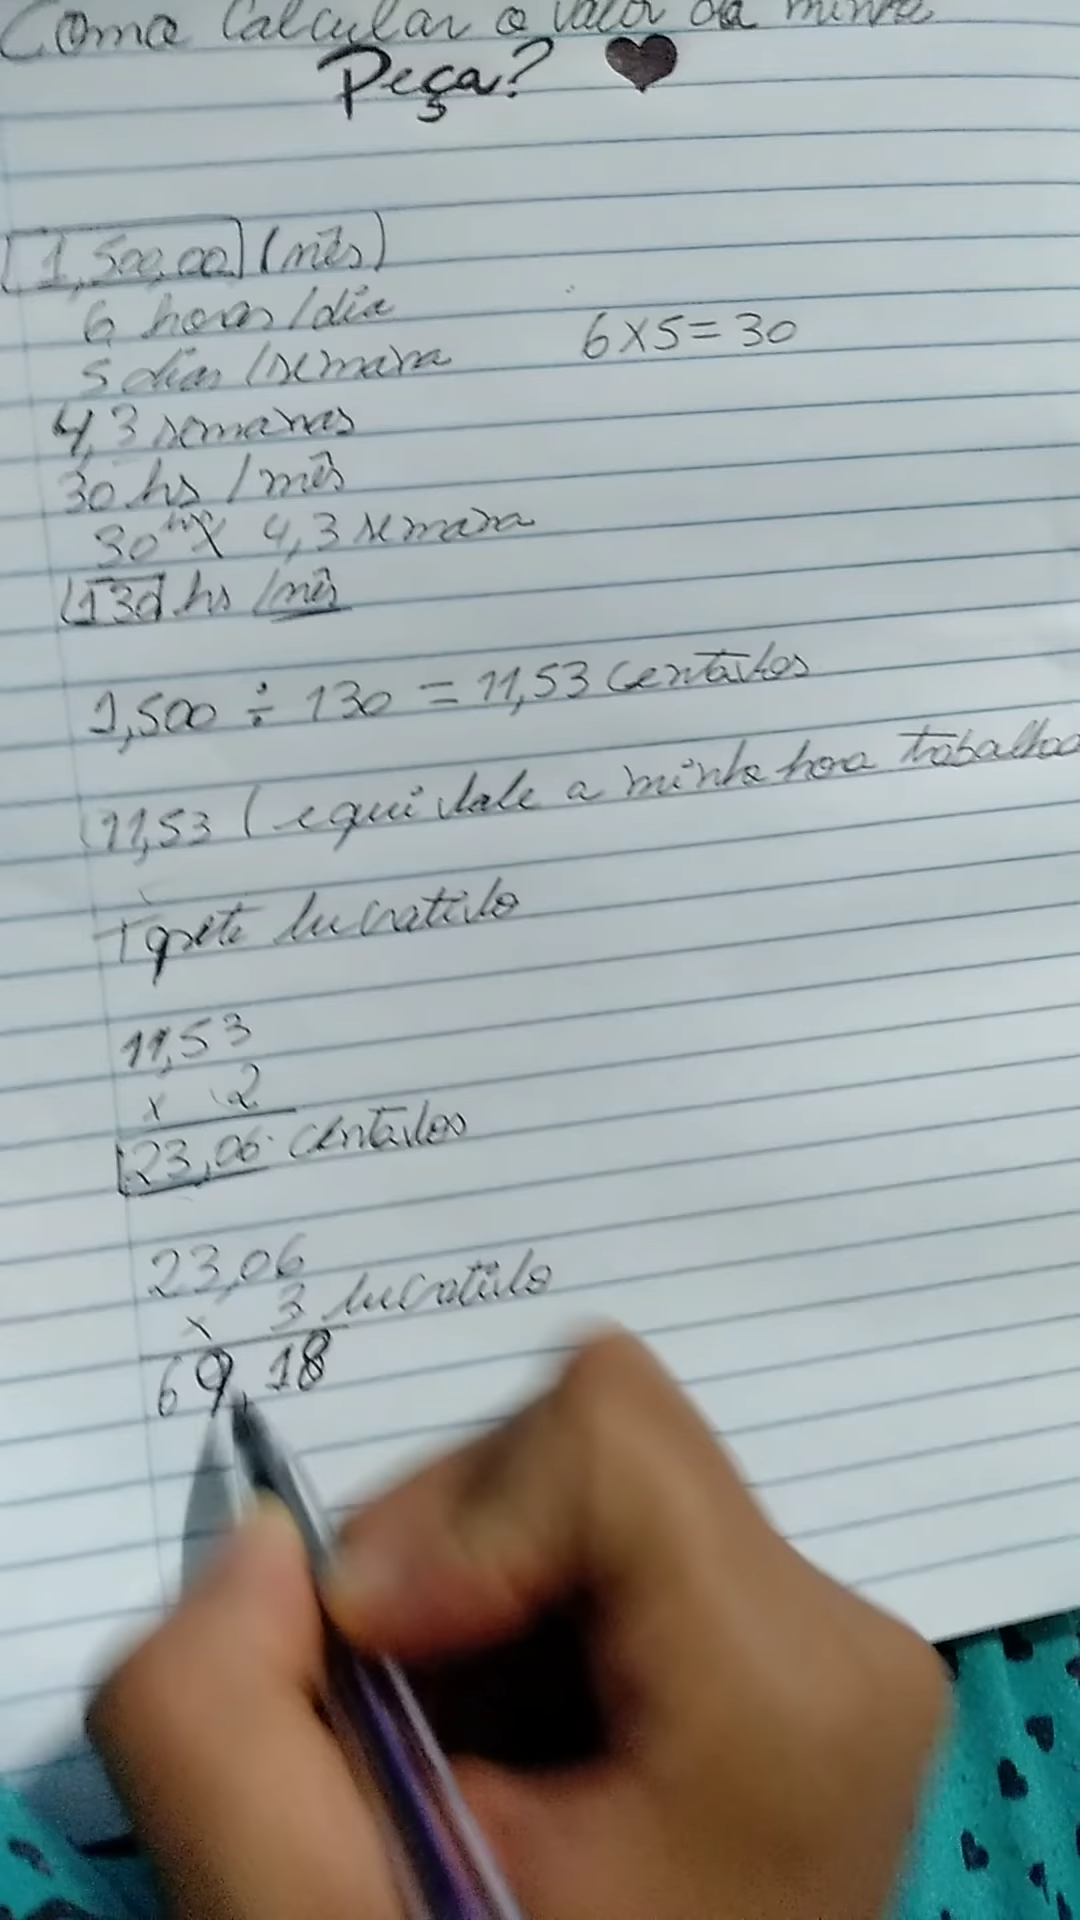 Como Calcular o valor da minha
Peça?
1,500,00 (mês)
6 horas/dia
5 dias/semana
6x5=30
4,3 semanas
30 hs/mês
30 x 4,3 semana
130 hs/mês
1,500 ÷ 130 = 11,53 centavos
11,53 (equivale a minha hora trabalha
Tapete lucrativo
11,53
x 2
23,06 centavos
23,06
x 3 lucrativo
69,18